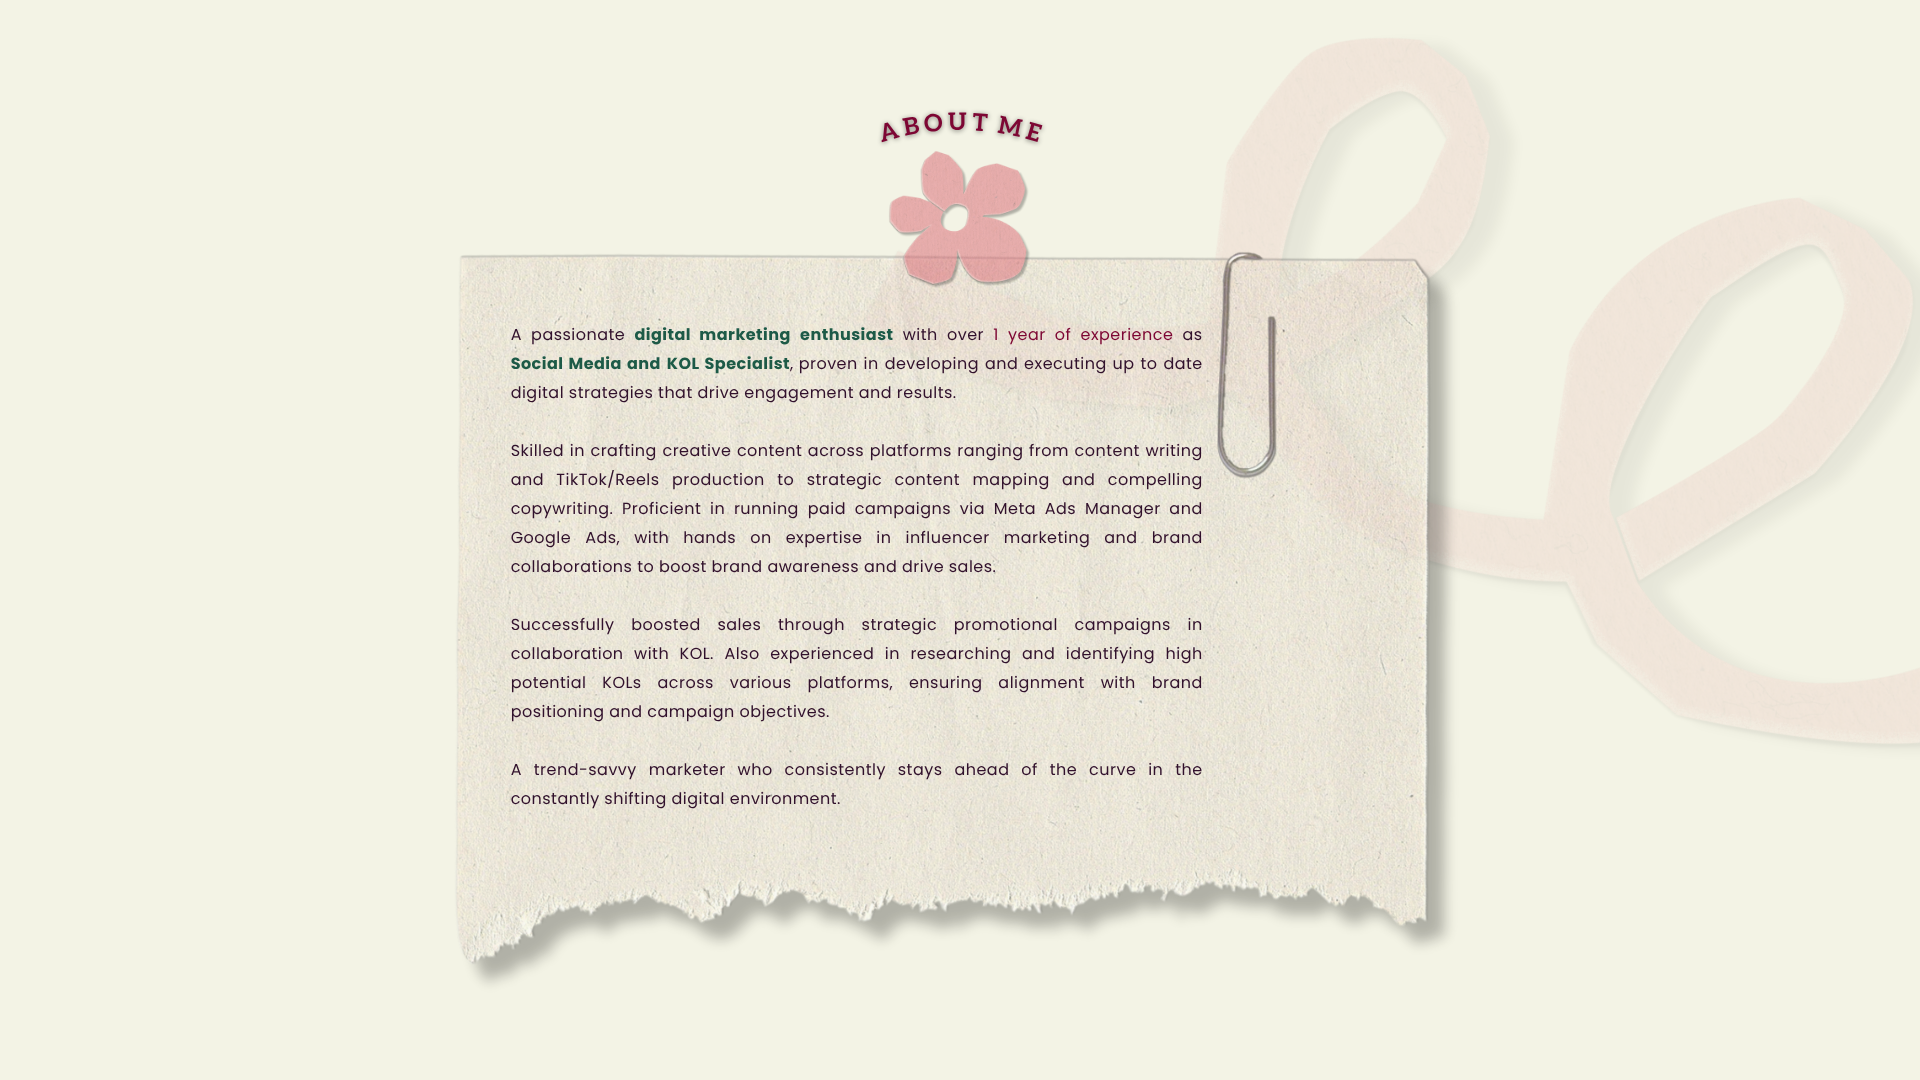 ABOUT ME
A passionate digital marketing enthusiast with over 1 year of experience as
Social Media and KOL Specialist, proven in developing and executing up to date
digital strategies that drive engagement and results.
Skilled in crafting creative content across platforms ranging from content writing
and TikTok/Reels production to strategic content mapping and compelling
copywriting. Proficient in running paid campaigns via Meta Ads Manager and
Google Ads, with hands on expertise in influencer marketing and brand
collaborations to boost brand awareness and drive sales.
Successfully boosted sales through strategic promotional campaigns in
collaboration with KOL. Also experienced in researching and identifying high
potential KOLs across various platforms, ensuring alignment with brand
positioning and campaign objectives.
A trend-savvy marketer who consistently stays ahead of the curve in the
constantly shifting digital environment.